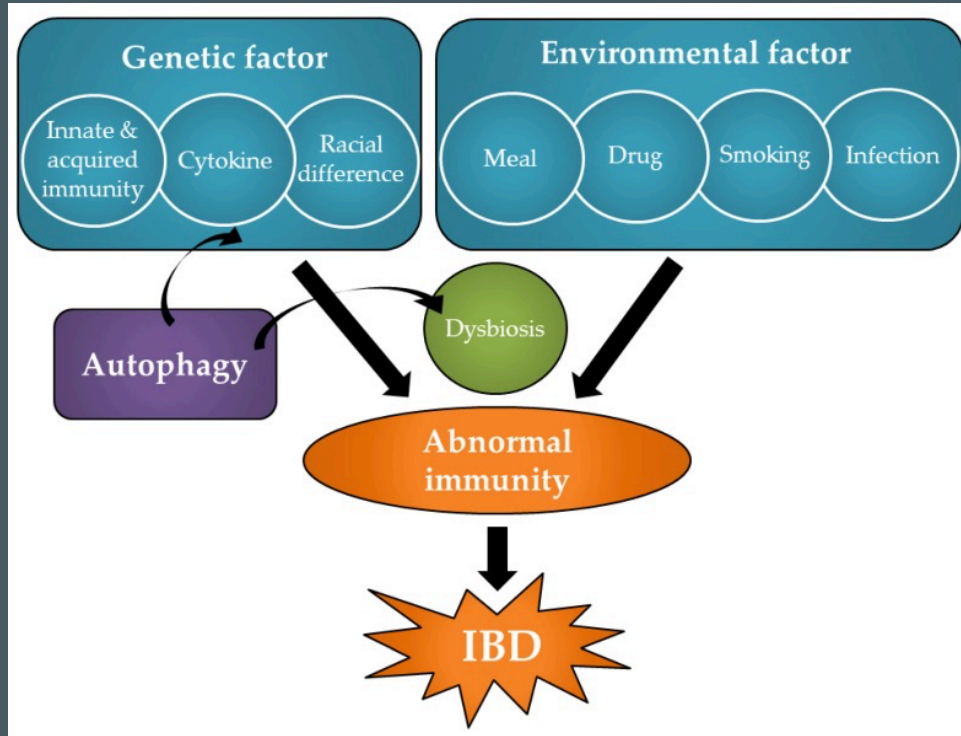 Genetic factor
Innate &
acquired
immunity
Cytokine
Racial
difference
Environmental factor
Meal
Drug
Smoking
Infection
Autophagy
Dysbiosis
Abnormal
immunity
IBD